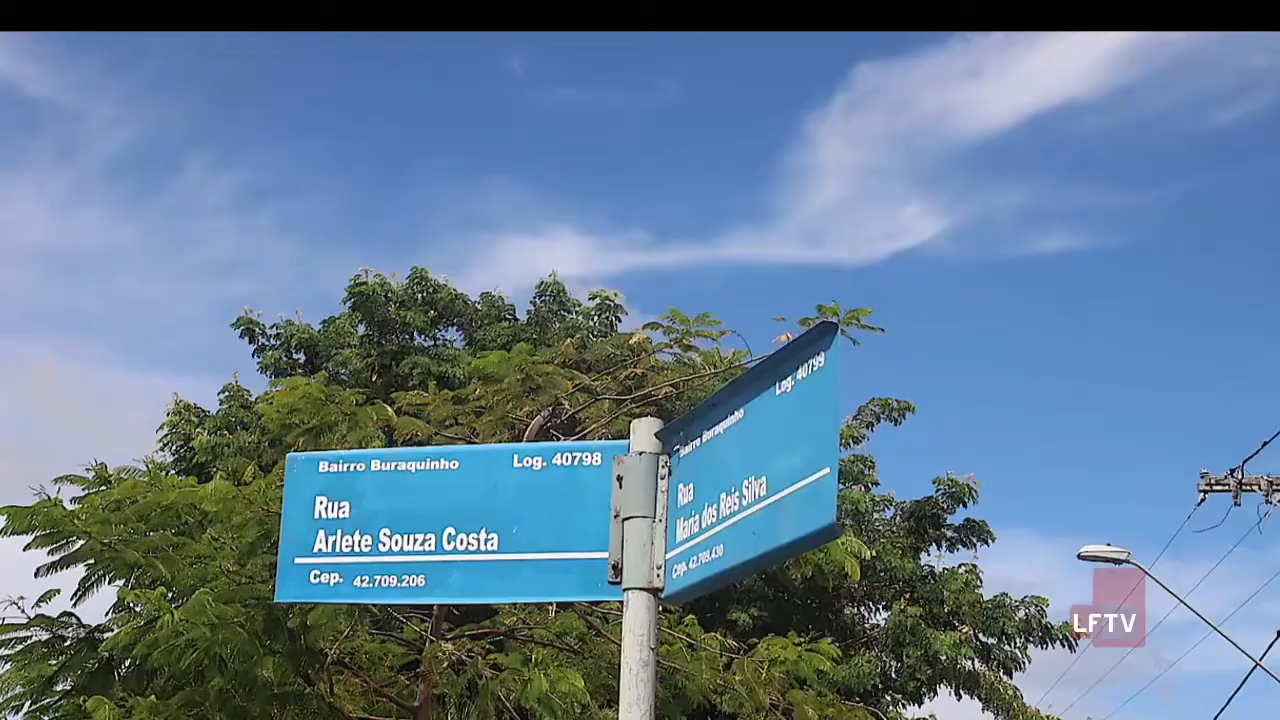 Bairro Buraquinho Log. 40798
Rua
Arlete Souza Costa
Cep. 42.709.206
Bairro Buraquinho Log. 40799
Rua
Maria dos Reis Silva
Cep. 42.709.430
LFTV